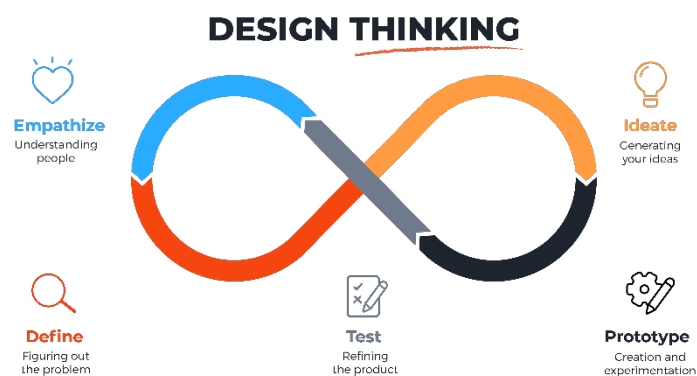 DESIGN THINKING
Empathize
Understanding
people
Ideate
Generating
your ideas
Define
Figuring out
the problem
Test
Refining
the product
Prototype
Creation and
experimentation